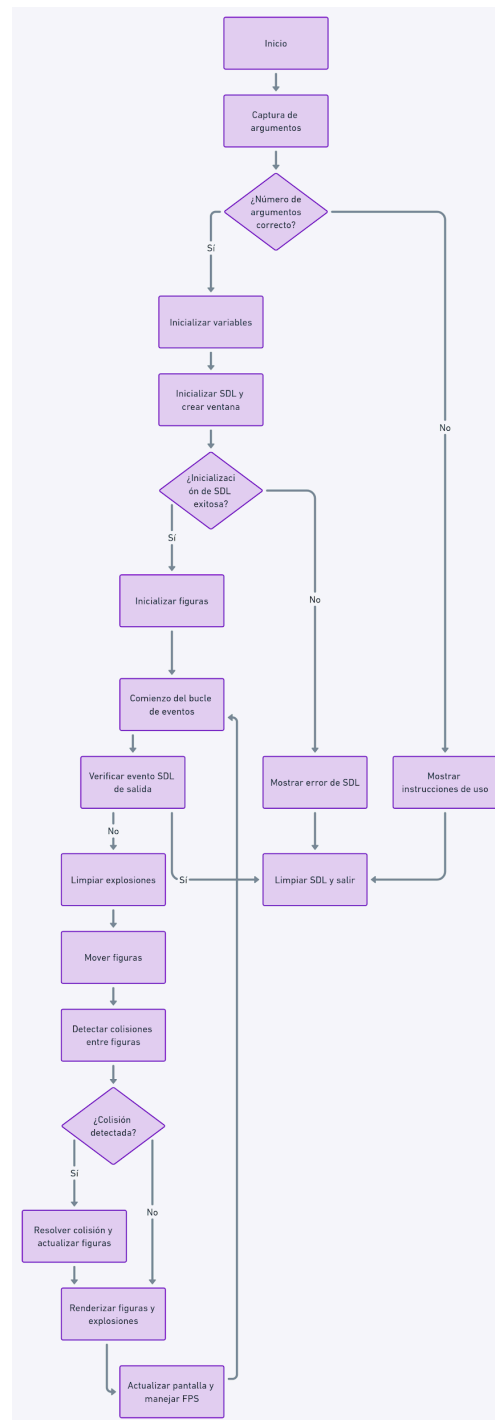 Inicio
Captura de
argumentos
¿Número de
argumentos
correcto?
Sí
Inicializar variables
Inicializar SDL y
crear ventana
No
¿Inicializaci
ón de SDL
exitosa?
Sí
Inicializar figuras
No
Comienzo del bucle
de eventos
Verificar evento SDL
de salida
Mostrar error de SDL
Mostrar
instrucciones de uso
No
Limpiar explosiones
Sí
Limpiar SDL y salir
Mover figuras
Detectar colisiones
entre figuras
¿Colisión
detectada?
Sí
No
Resolver colisión y
actualizar figuras
Renderizar figuras y
explosiones
Actualizar pantalla y
manejar FPS